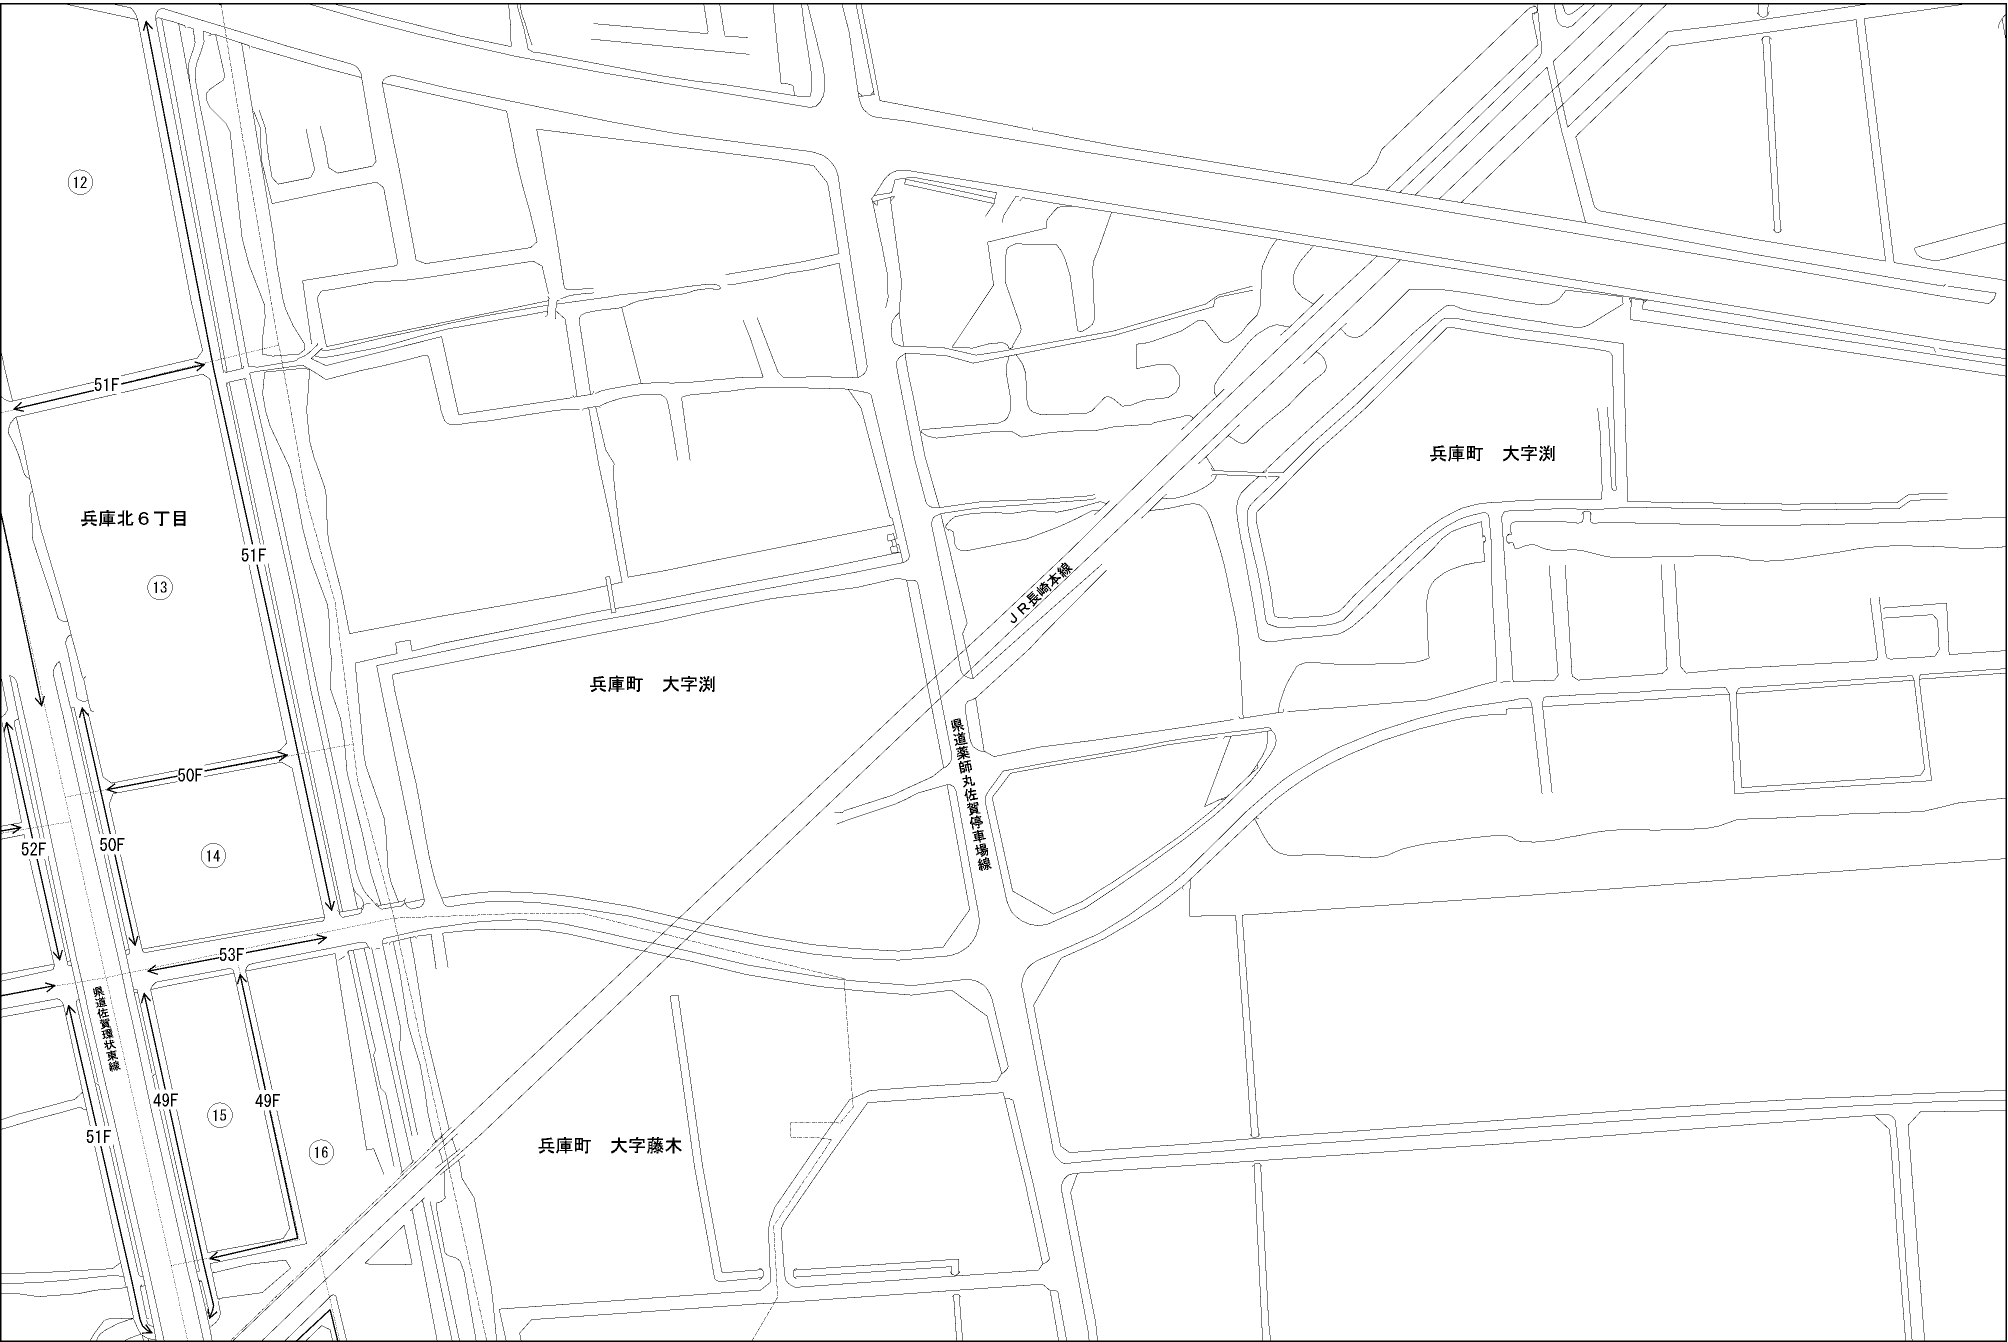 ⑫
51F
兵庫町　大字渕
兵庫北６丁目
51F
⑬
ＪＲ長崎本線
兵庫町　大字渕
県道薬師丸佐賀停車場線
50F
52F
50F
⑭
53F
県道佐賀環状東線
49F
49F
⑮
51F
⑯
兵庫町　大字藤木